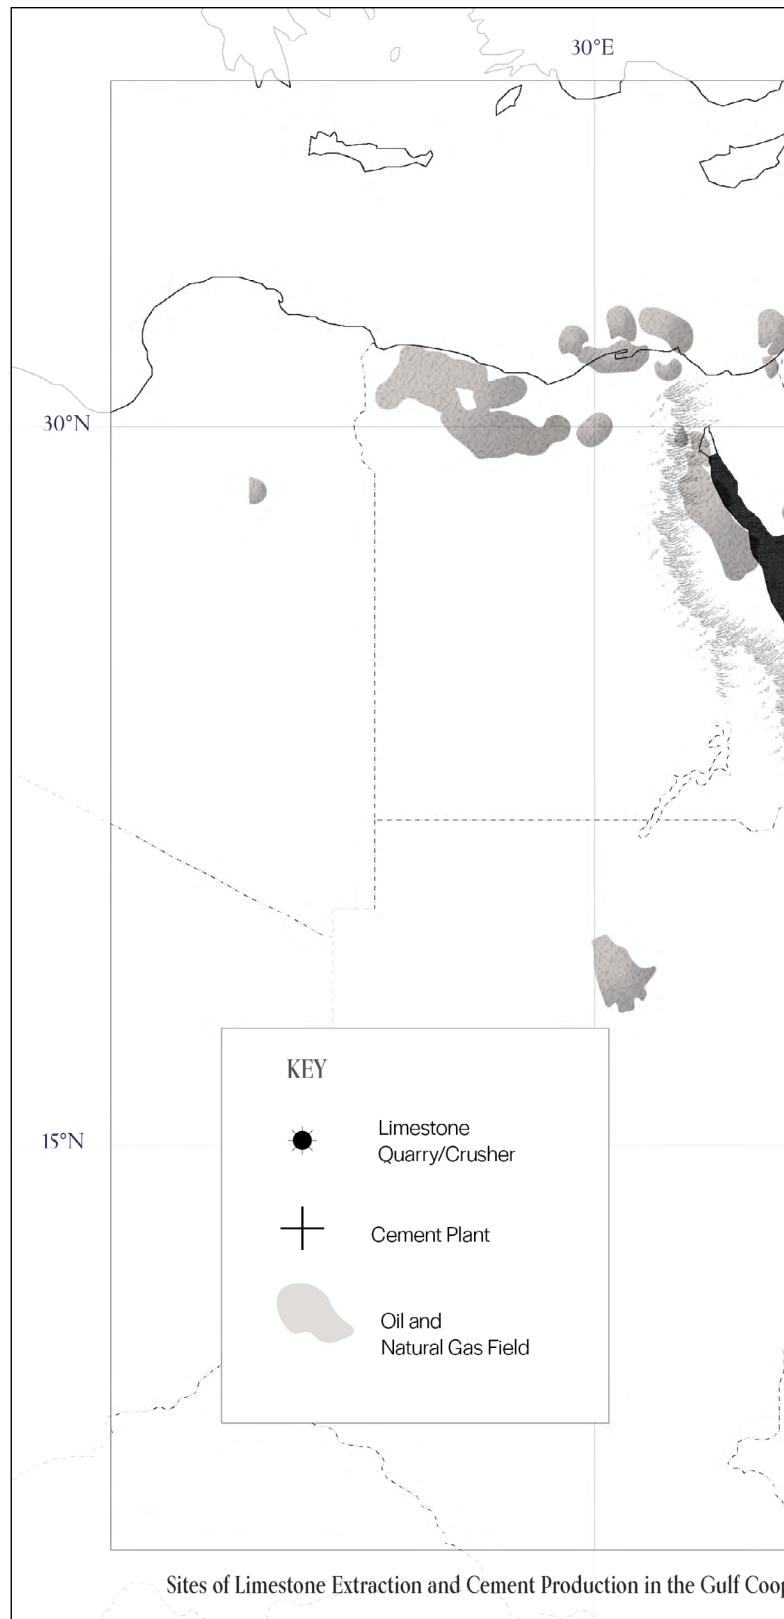 30°E
30°N
15°N
KEY
Limestone
Quarry/Crusher
Cement Plant
Oil and
Natural Gas Field
Sites of Limestone Extraction and Cement Production in the Gulf Coop